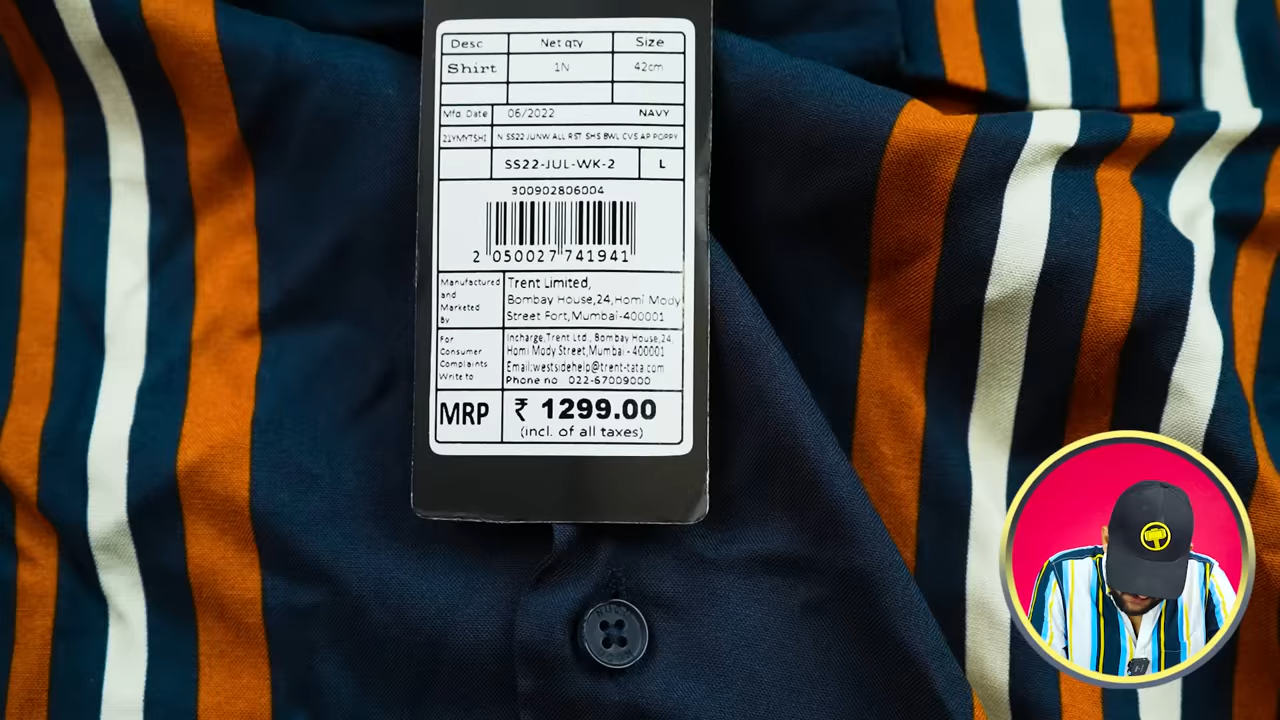 Desc Net qty Size
Shirt 1N 42cm
Mfd. Date 06/2022 NAVY
21YMYTSHI N SS22 JUNW ALL RST SHS BWL CVS AP POPPY
SS22-JUL-WK-2 L
300902806004
2 050027 741941
Manufactured and Marketed By
Trent Limited,
Bombay House,24,Homi Mody
Street Fort,Mumbai-400001
For Consumer Complaints Write to
Incharge,Trent Ltd., Bombay House,24,
Homi Mody Street,Mumbai - 400001
Email:westsidehelp@trent-tata.com
Phone no 022-67009000
MRP ₹ 1299.00
(incl. of all taxes)